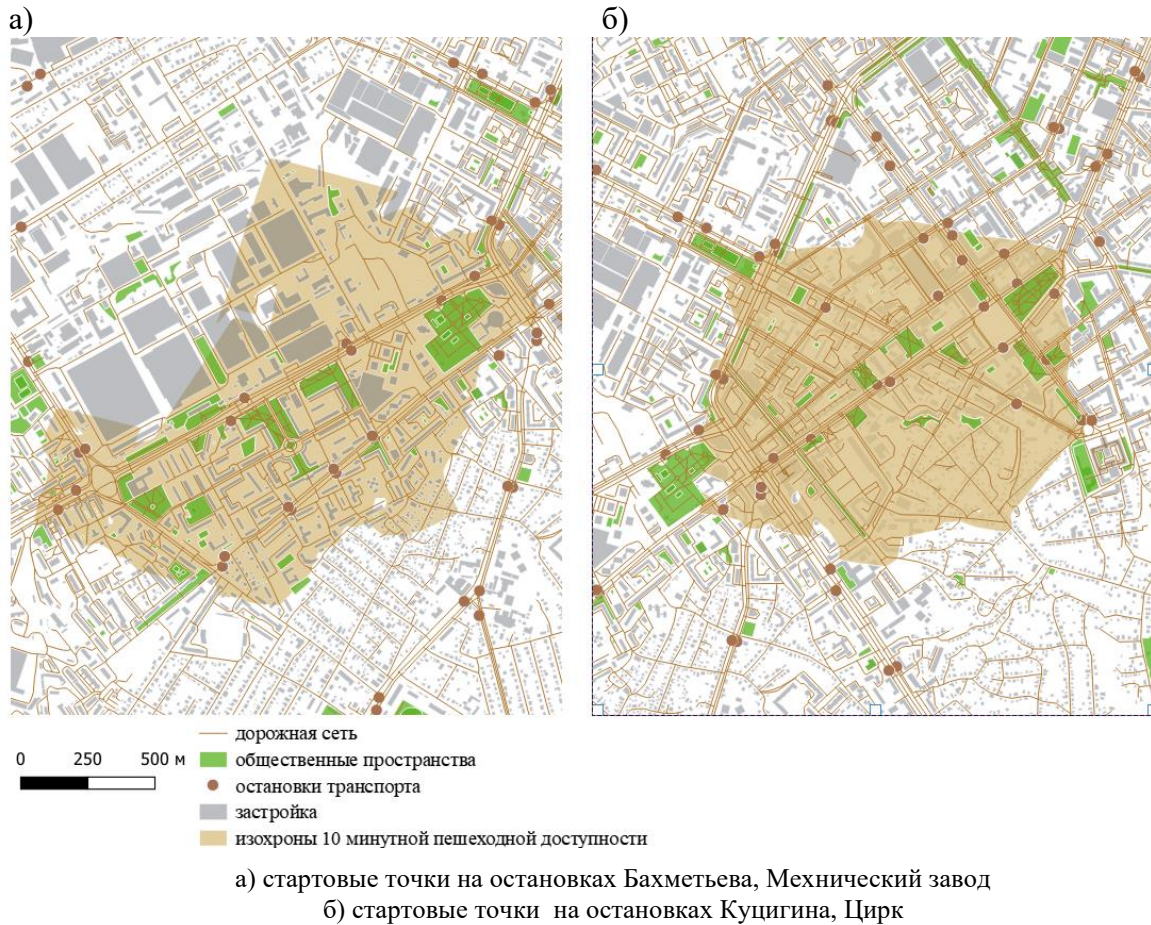 а)
б)
0 250 500 м
дорожная сеть
общественные пространства
остановки транспорта
застройка
изохроны 10 минутной пешеходной доступности
а) стартовые точки на остановках Бахметьева, Мехнический завод
б) стартовые точки на остановках Куцигина, Цирк